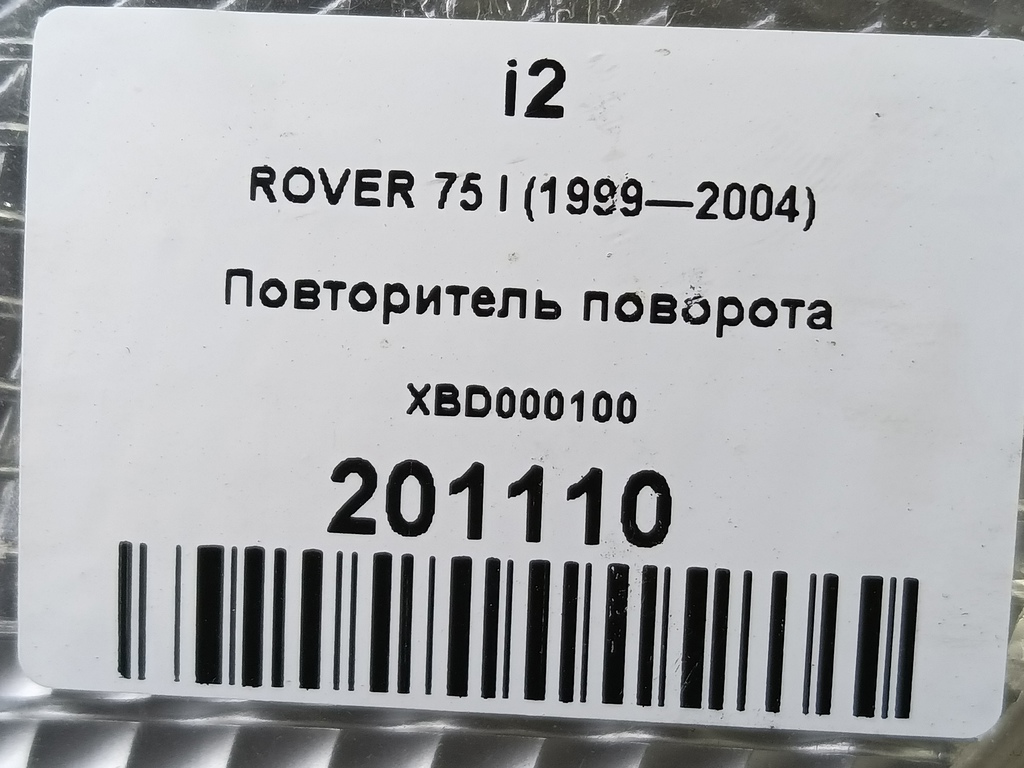 i2
ROVER 75 I (1999—2004)
Повторитель поворота
XBD000100
201110